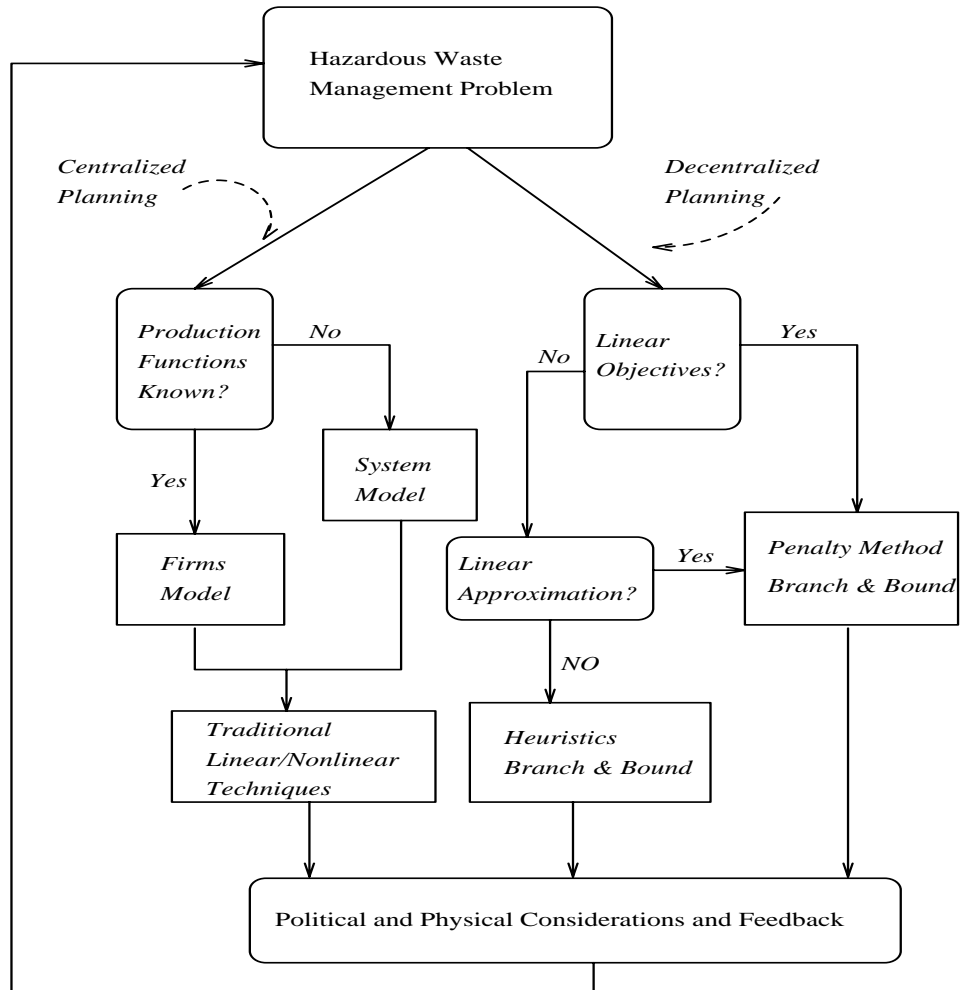 Hazardous Waste
Management Problem
Centralized
Planning
Decentralized
Planning
Production
Functions
Known?
No
Linear
Objectives?
Yes
No
Yes
System
Model
Firms
Model
Linear
Approximation?
Yes
Penalty Method
Branch & Bound
NO
Traditional
Linear/Nonlinear
Techniques
Heuristics
Branch & Bound
Political and Physical Considerations and Feedback